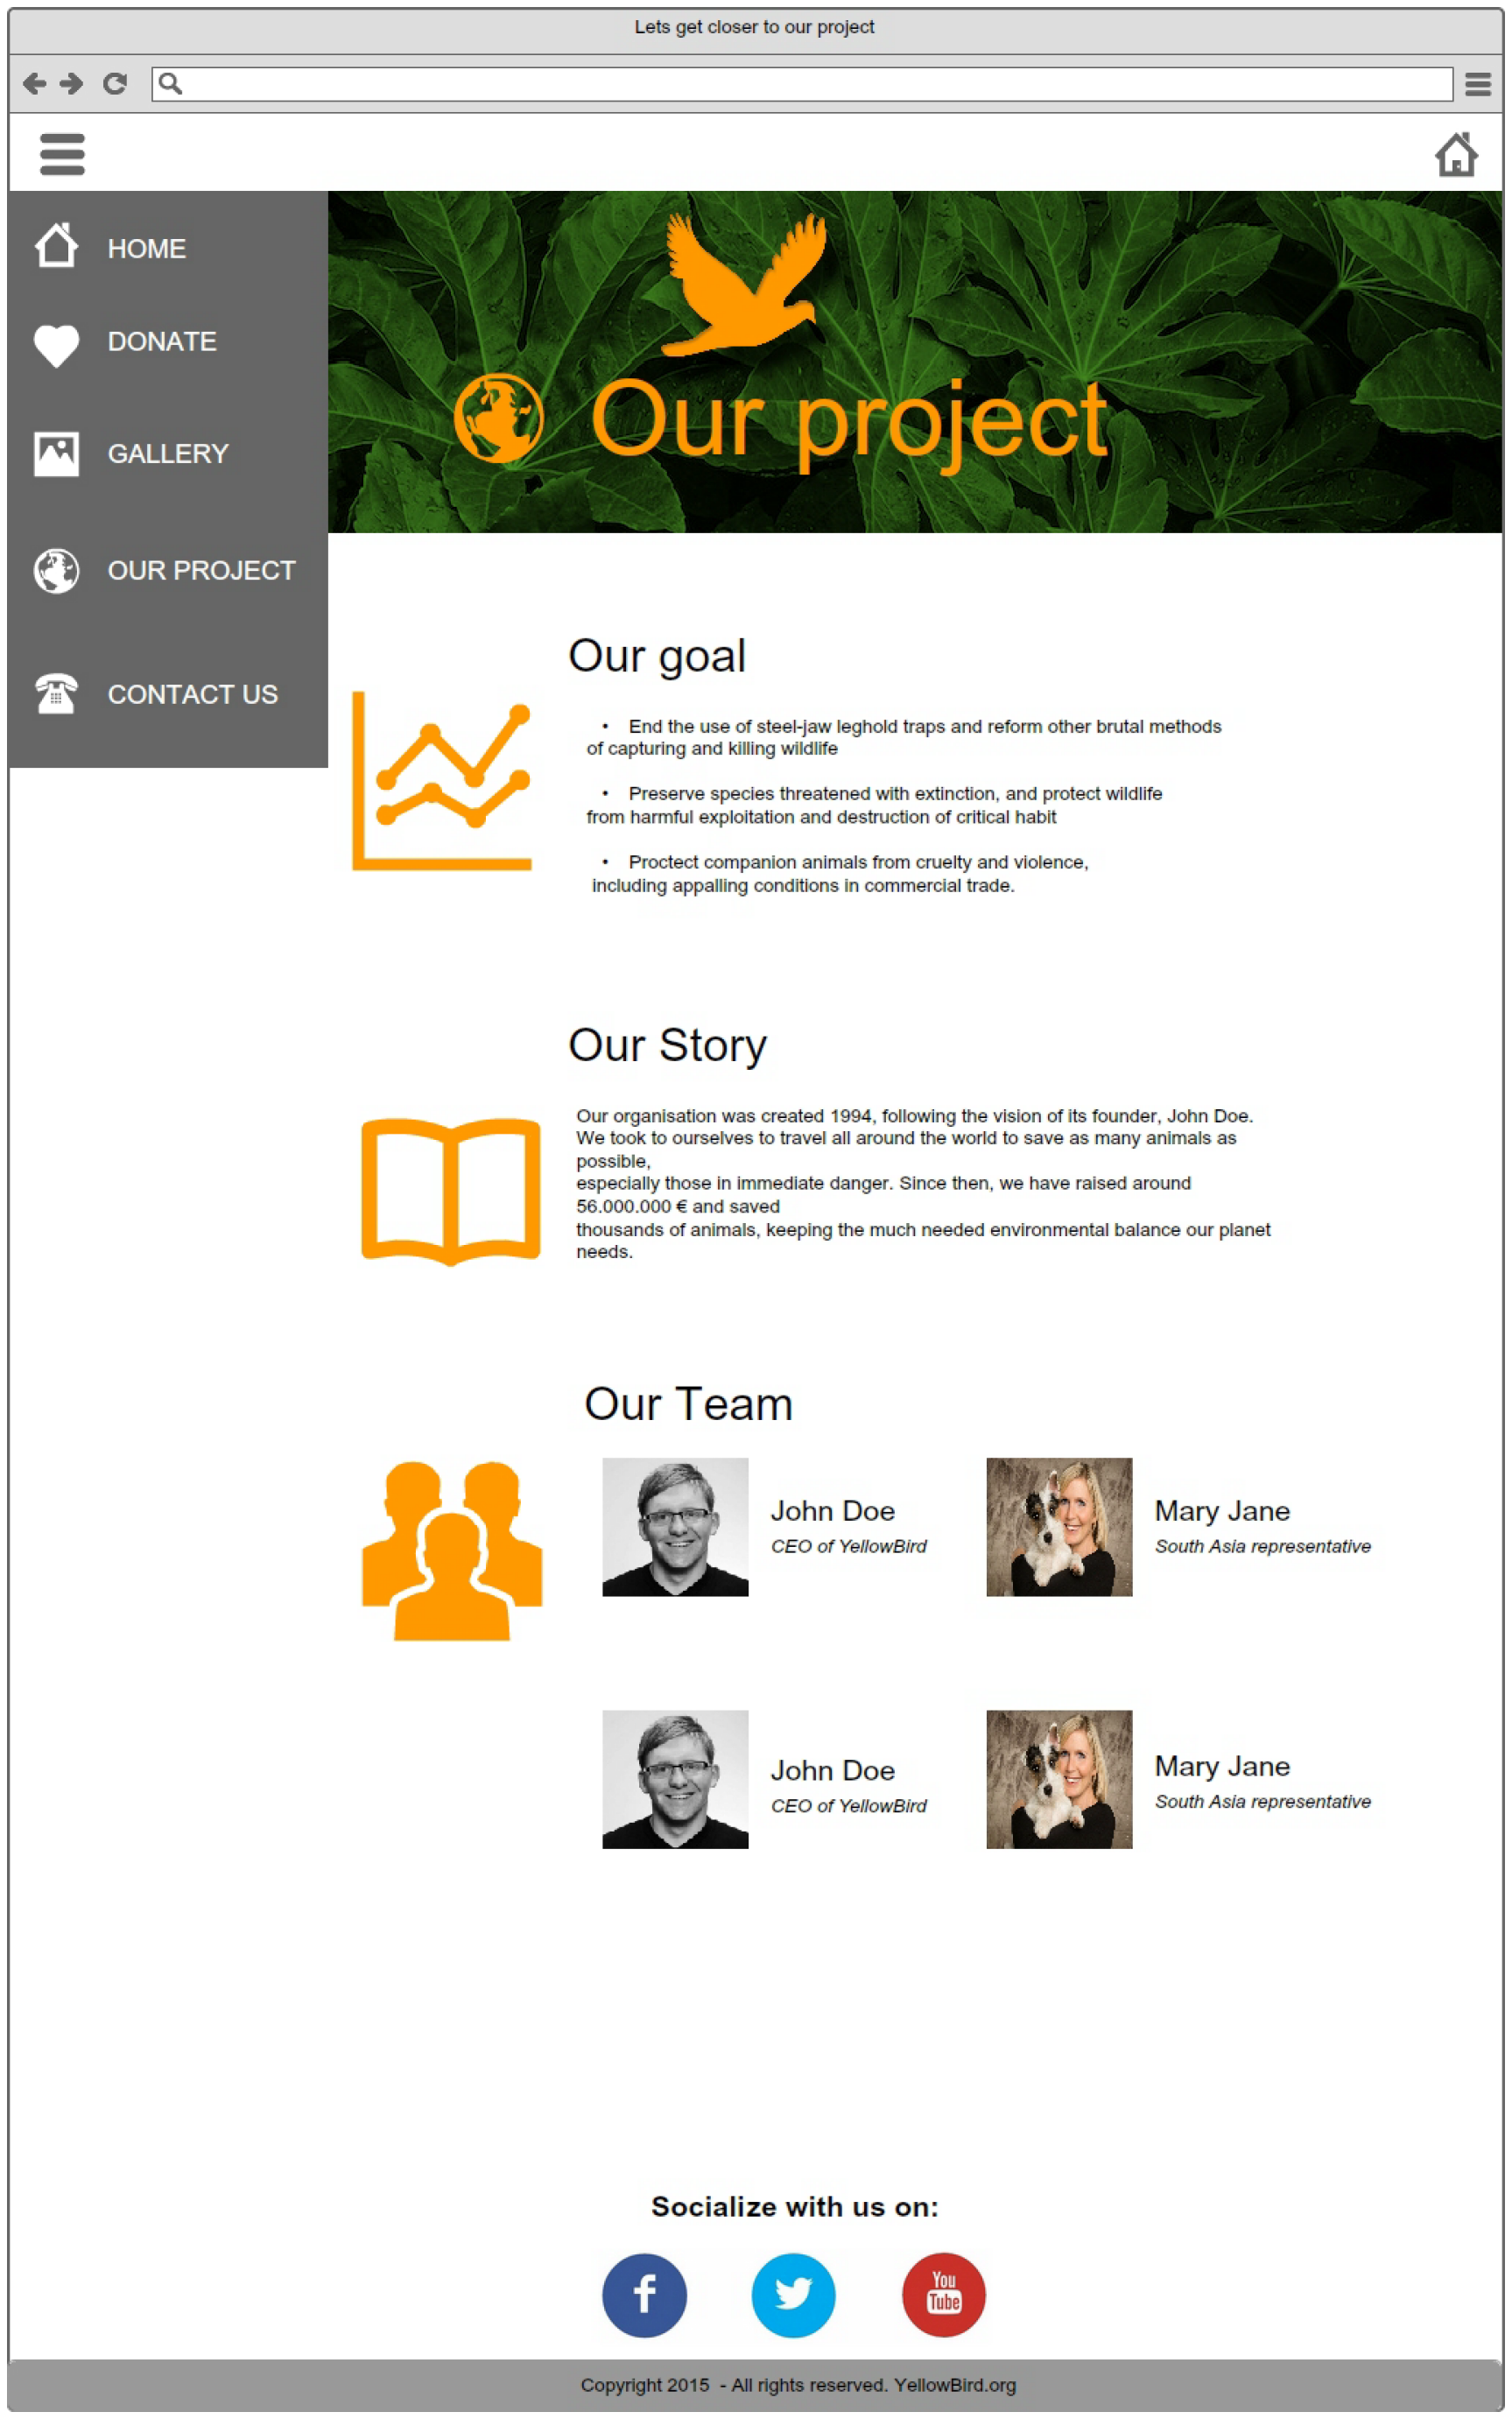 Lets get closer to our project
HOME
DONATE
GALLERY
OUR PROJECT
CONTACT US
Our project
Our goal
• End the use of steel-jaw leghold traps and reform other brutal methods
of capturing and killing wildlife
• Preserve species threatened with extinction, and protect wildlife
from harmful exploitation and destruction of critical habit
• Proctect companion animals from cruelty and violence,
including appalling conditions in commercial trade.
Our Story
Our organisation was created 1994, following the vision of its founder, John Doe.
We took to ourselves to travel all around the world to save as many animals as
possible,
especially those in immediate danger. Since then, we have raised around
56.000.000 € and saved
thousands of animals, keeping the much needed environmental balance our planet
needs.
Our Team
John Doe
CEO of YellowBird
Mary Jane
South Asia representative
John Doe
CEO of YellowBird
Mary Jane
South Asia representative
Socialize with us on:
f
You
Tube
Copyright 2015 - All rights reserved. YellowBird.org